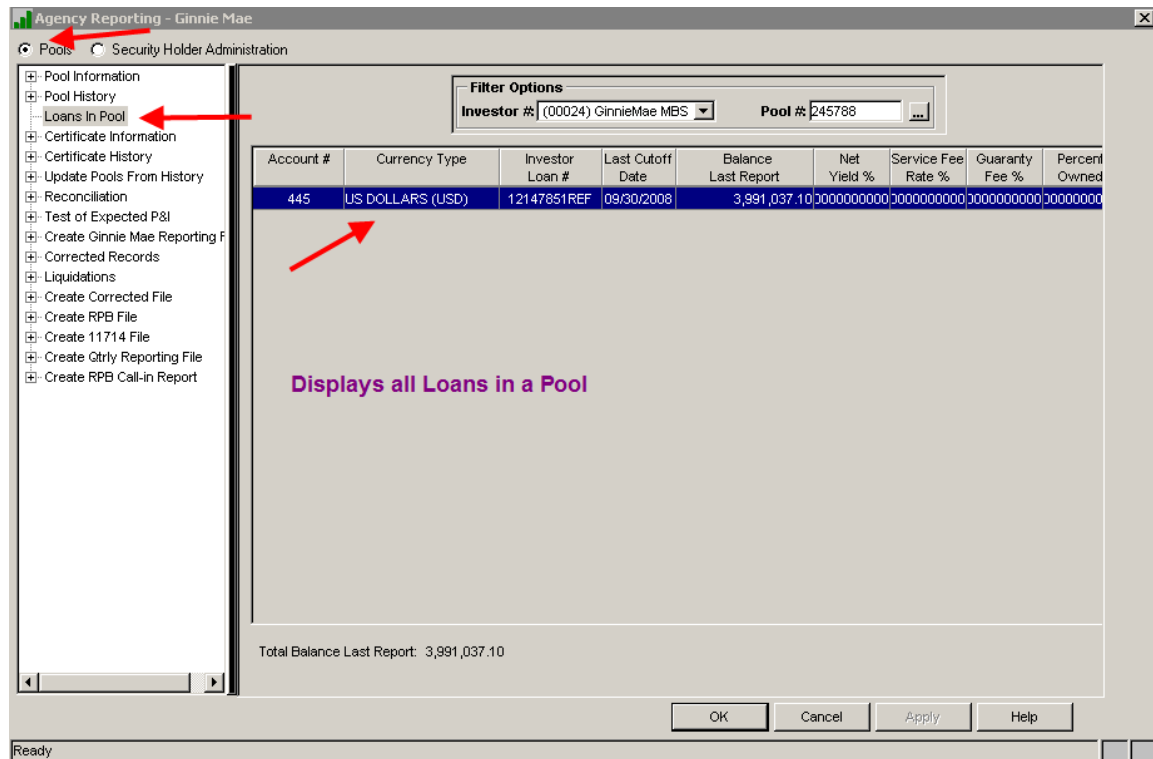 Agency Reporting - Ginnie Mae
Pools Security Holder Administration
Pool Information
Pool History
Loans In Pool
Certificate Information
Certificate History
Update Pools From History
Reconciliation
Test of Expected P&I
Create Ginnie Mae Reporting F
Corrected Records
Liquidations
Create Corrected File
Create RPB File
Create 11714 File
Create Qtrly Reporting File
Create RPB Call-in Report
Filter Options
Investor #: (00024) GinnieMae MBS Pool #: 245788 ...
Account # Currency Type Investor Loan # Last Cutoff Date Balance Last Report Net Yield % Service Fee Rate % Guaranty Fee % Percent Owned
445 US DOLLARS (USD) 12147851REF 09/30/2008 3,991,037.10
Displays all Loans in a Pool
Total Balance Last Report: 3,991,037.10
OK Cancel Apply Help
Ready